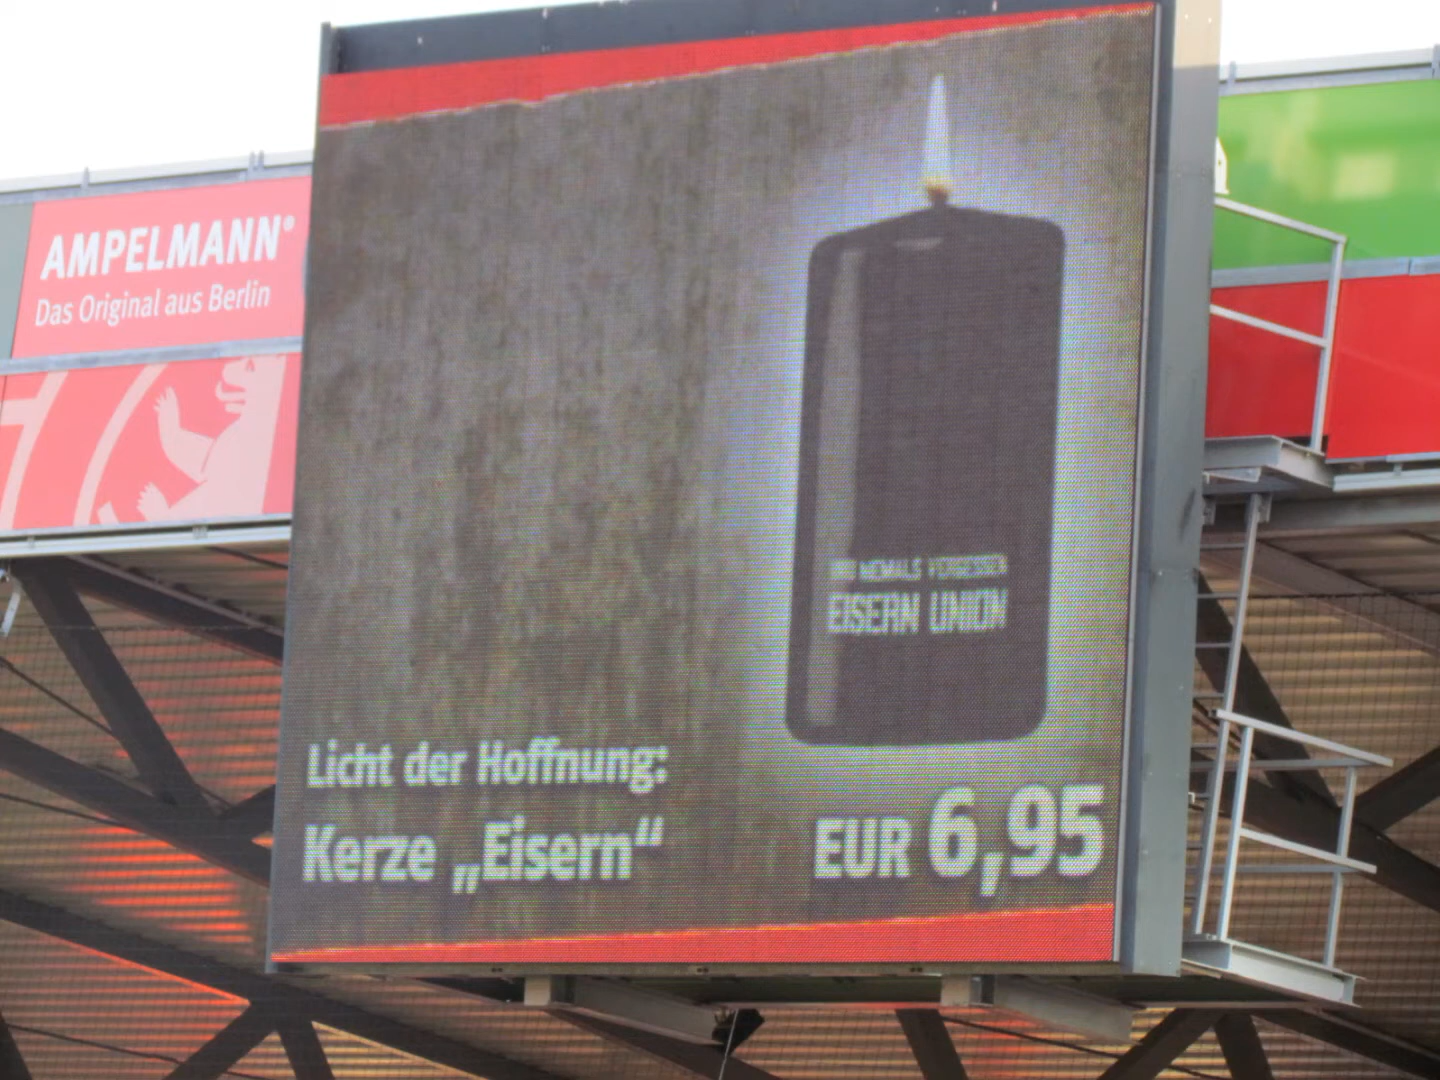 AMPELMANN®
Das Original aus Berlin
NIEMALS VERGESSEN
EISERN UNION
Licht der Hoffnung:
Kerze „Eisern“
EUR 6,95